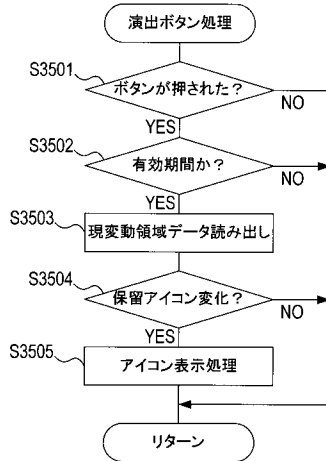 演出ボタン処理
S3501
ボタンが押された?
NO
YES
S3502
有効期間か?
NO
YES
S3503
現変動領域データ読み出し
S3504
保留アイコン変化?
NO
YES
S3505
アイコン表示処理
リターン